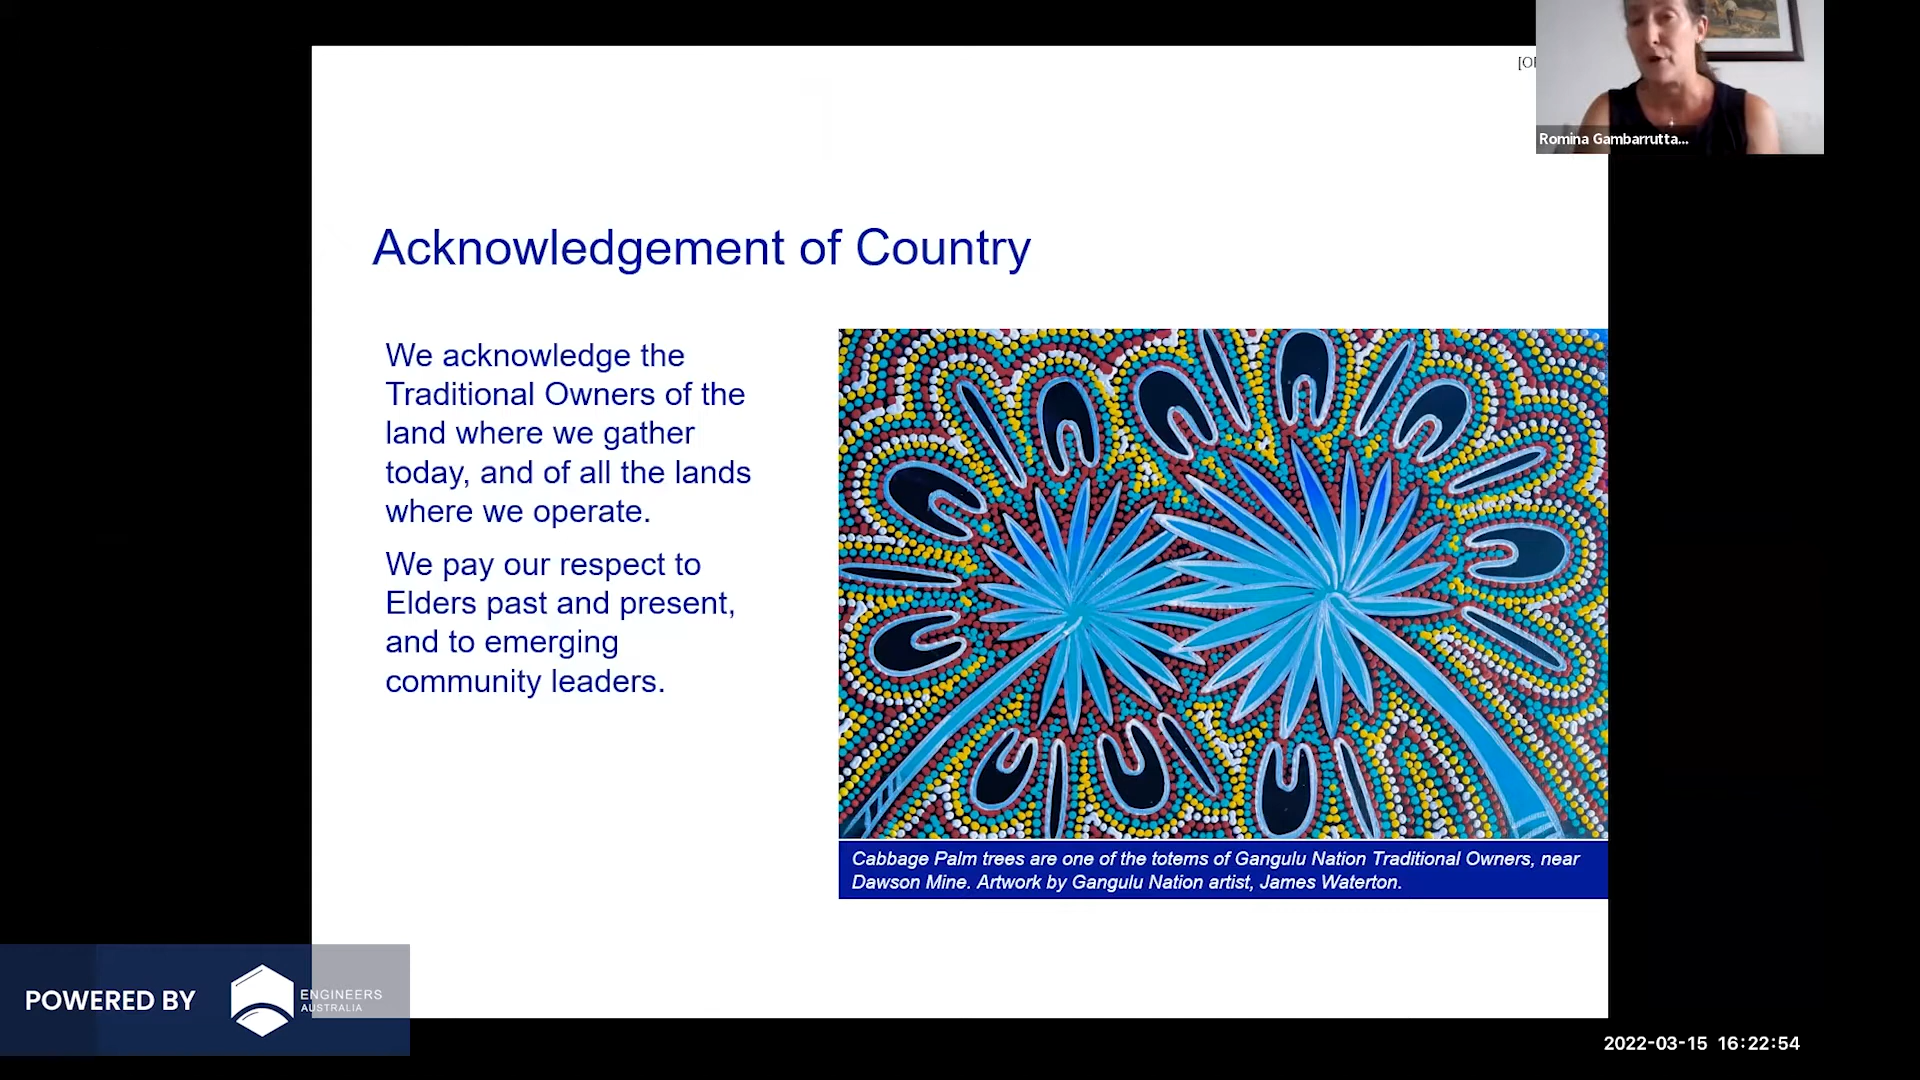 [O
Romina Gambarrutta...
Acknowledgement of Country
We acknowledge the
Traditional Owners of the
land where we gather
today, and of all the lands
where we operate.
We pay our respect to
Elders past and present,
and to emerging
community leaders.
Cabbage Palm trees are one of the totems of Gangulu Nation Traditional Owners, near
Dawson Mine. Artwork by Gangulu Nation artist, James Waterton.
POWERED BY
ENGINEERS
AUSTRALIA
2022-03-15 16:22:54